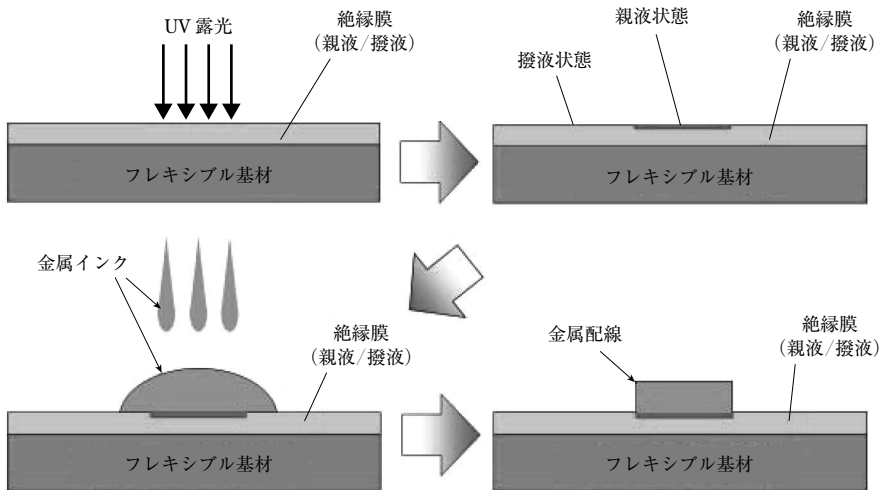 UV 露光
絶縁膜
（親液/撥液）
フレキシブル基材
撥液状態
親液状態
絶縁膜
（親液/撥液）
フレキシブル基材
金属インク
絶縁膜
（親液/撥液）
フレキシブル基材
金属配線
絶縁膜
（親液/撥液）
フレキシブル基材